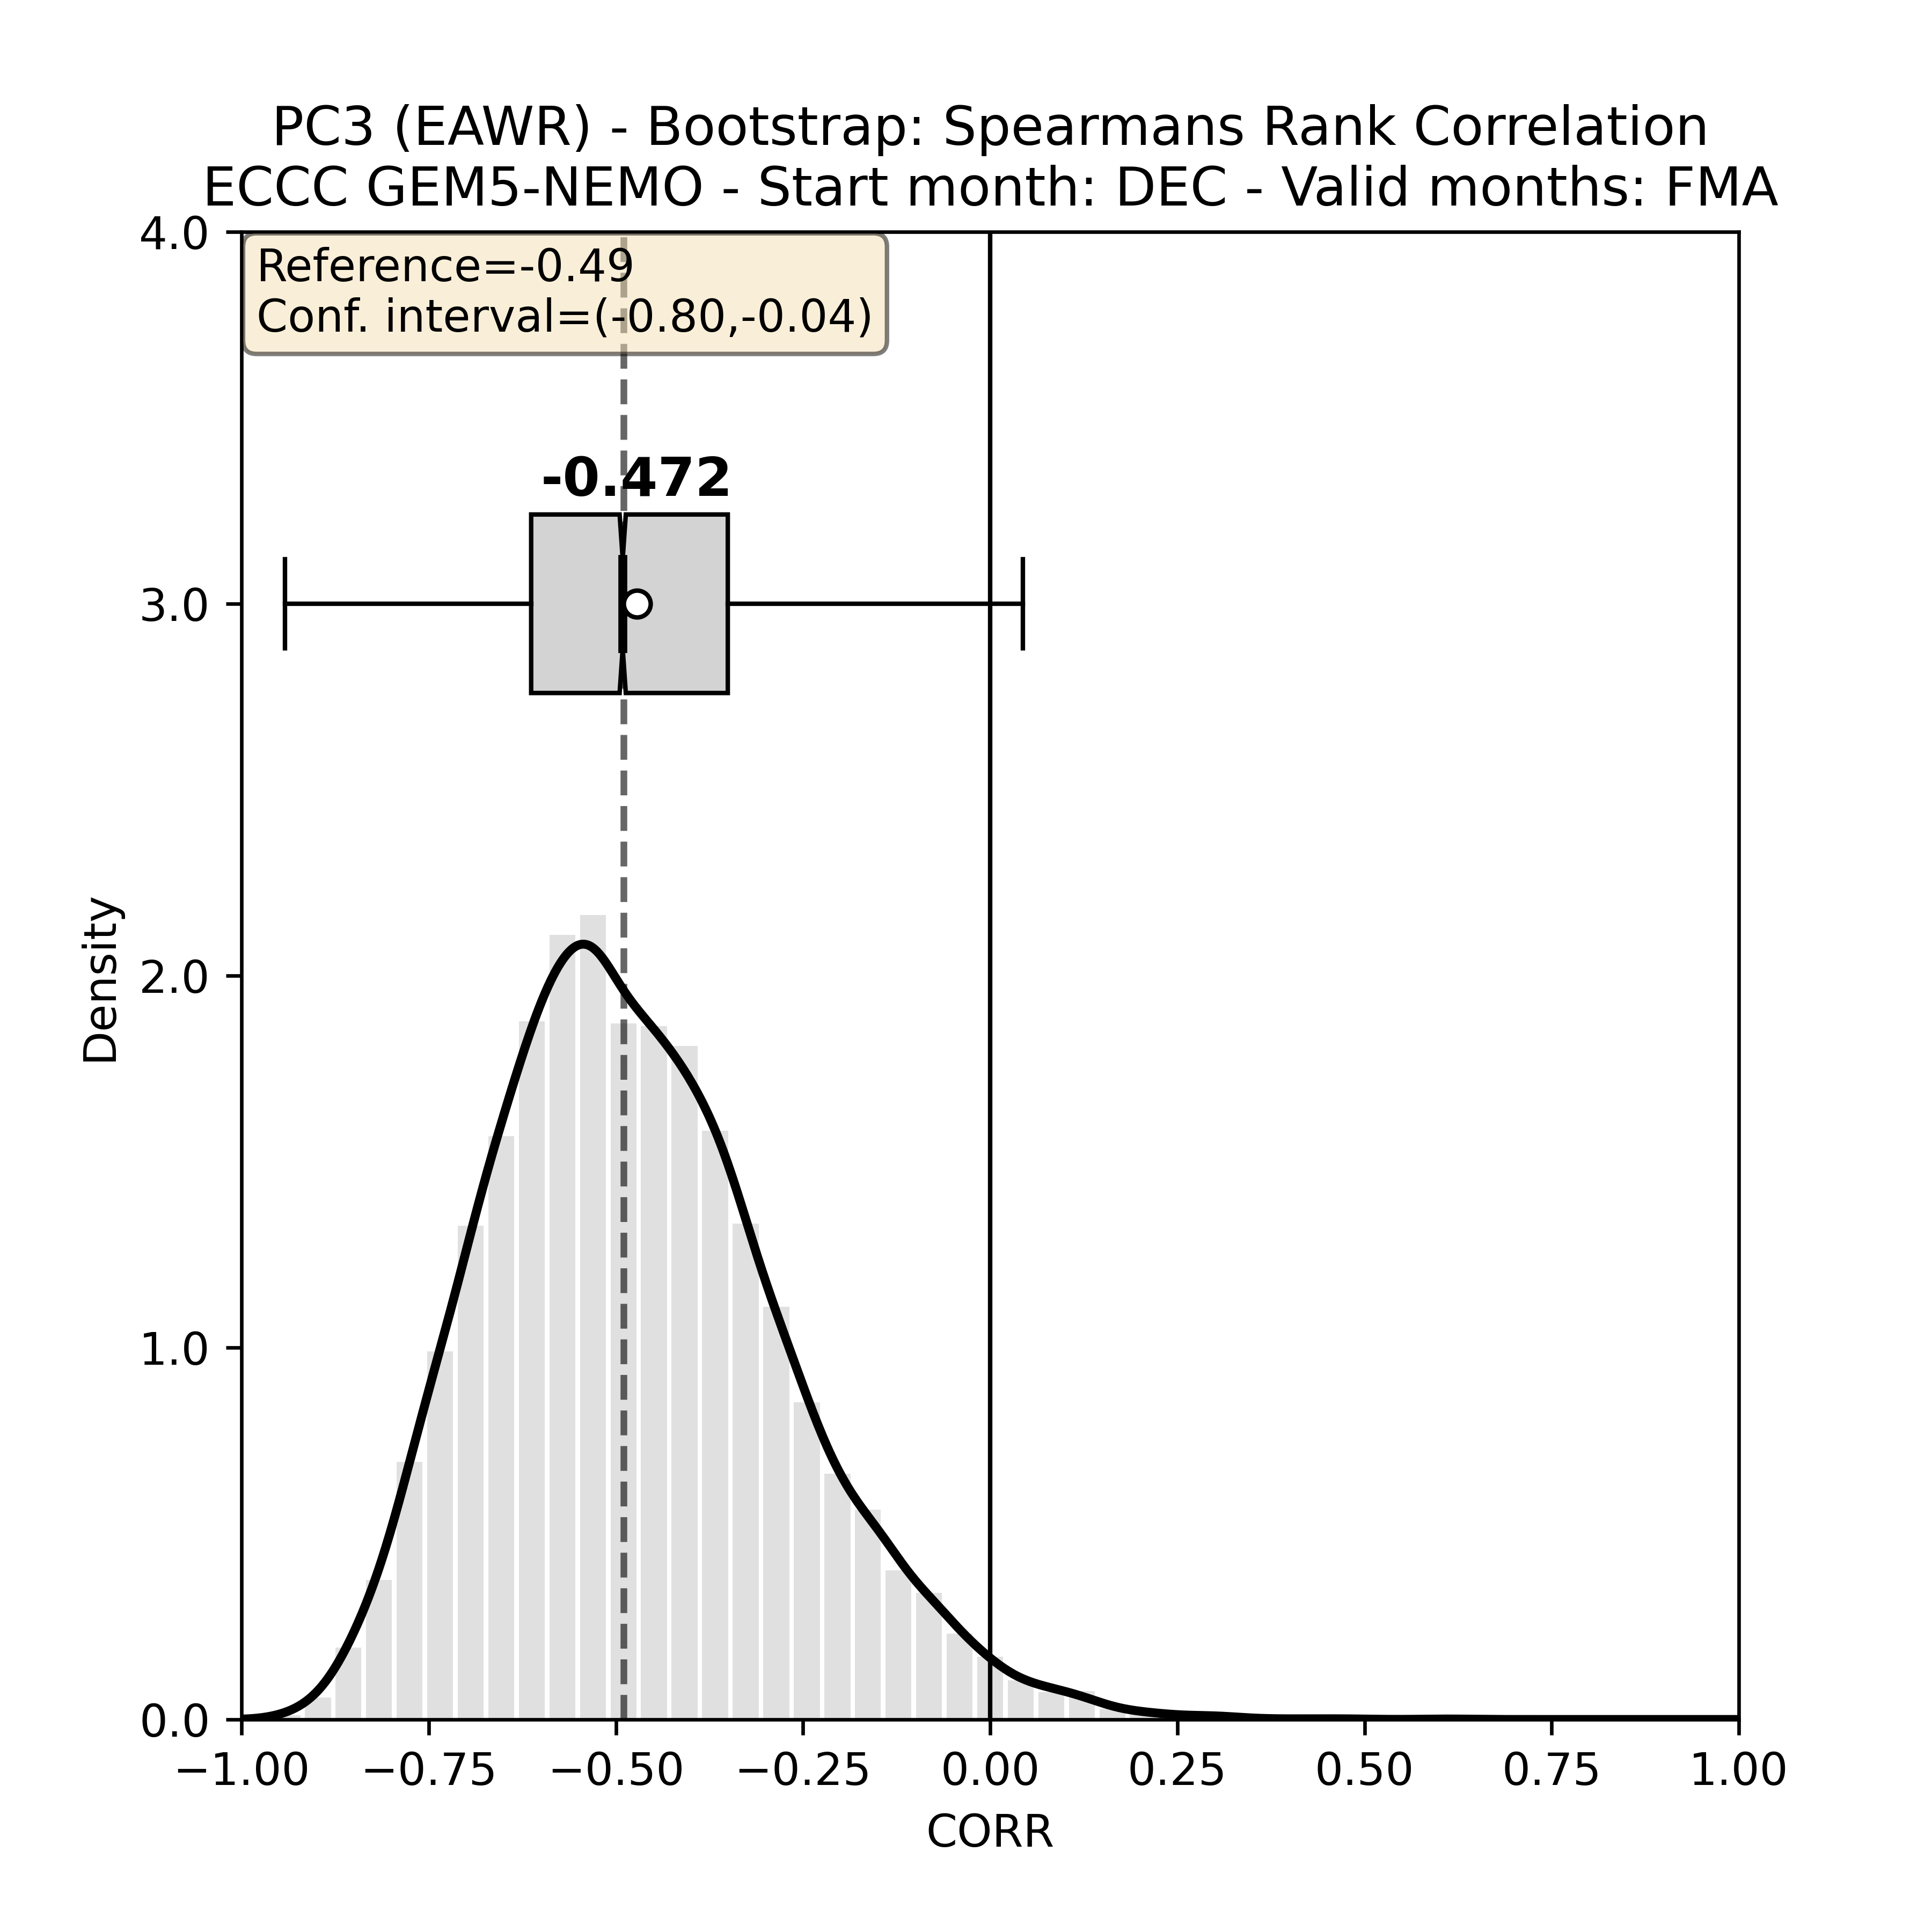 PC3 (EAWR) - Bootstrap: Spearmans Rank Correlation
ECCC GEM5-NEMO - Start month: DEC - Valid months: FMA
4.0
Reference=-0.49
Conf. interval=(-0.80,-0.04)
-0.472
3.0
Density
2.0
1.0
0.0
−1.00 −0.75 −0.50 −0.25 0.00 0.25 0.50 0.75 1.00
CORR